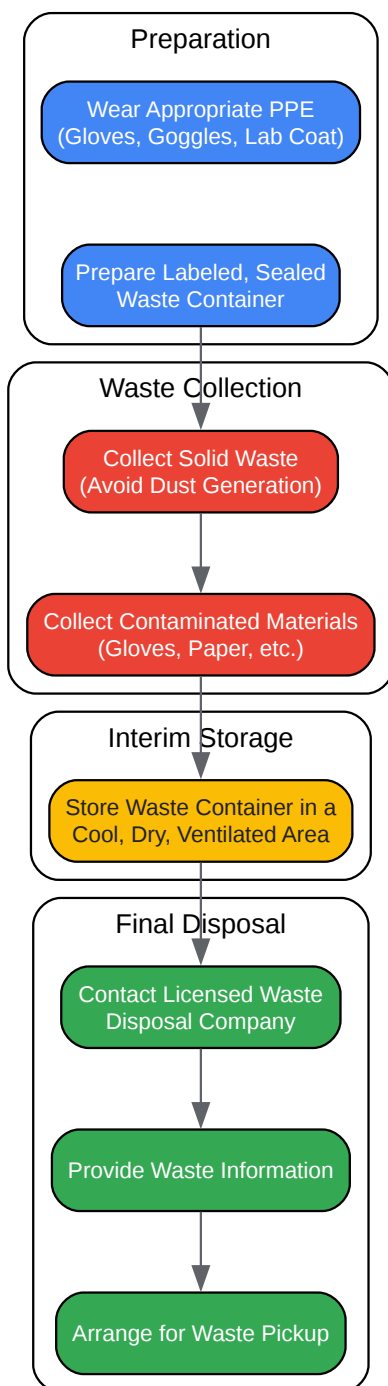 Preparation
Wear Appropriate PPE
(Gloves, Goggles, Lab Coat)
Prepare Labeled, Sealed
Waste Container
Waste Collection
Collect Solid Waste
(Avoid Dust Generation)
Collect Contaminated Materials
(Gloves, Paper, etc.)
Interim Storage
Store Waste Container in a
Cool, Dry, Ventilated Area
Final Disposal
Contact Licensed Waste
Disposal Company
Provide Waste Information
Arrange for Waste Pickup